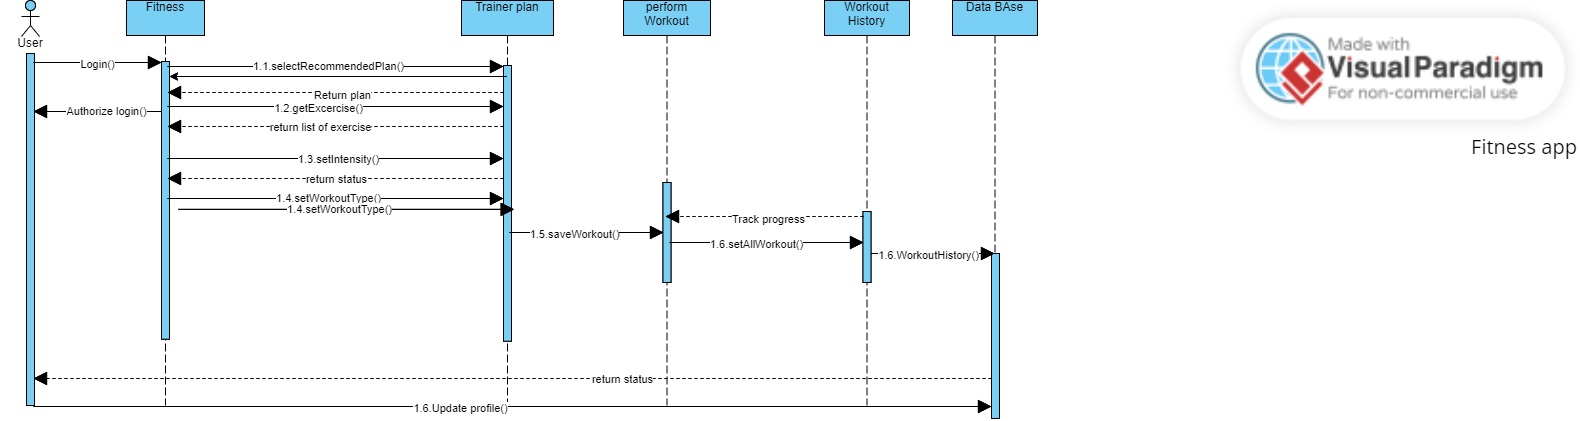 Fitness
Trainer plan
perform
Workout
Workout
History
Data BAse
User
Login()
1.1.selectRecommendedPlan()
Return plan
1.2.getExcercise()
Authorize login()
return list of exercise
1.3.setIntensity()
return status
1.4.setWorkoutType()
1.4.setWorkoutType()
Track progress
1.5.saveWorkout()
1.6.setAllWorkout()
1.6.WorkoutHistory()
return status
1.6.Update profile()
Made with
Visual Paradigm
For non-commercial use
Fitness app